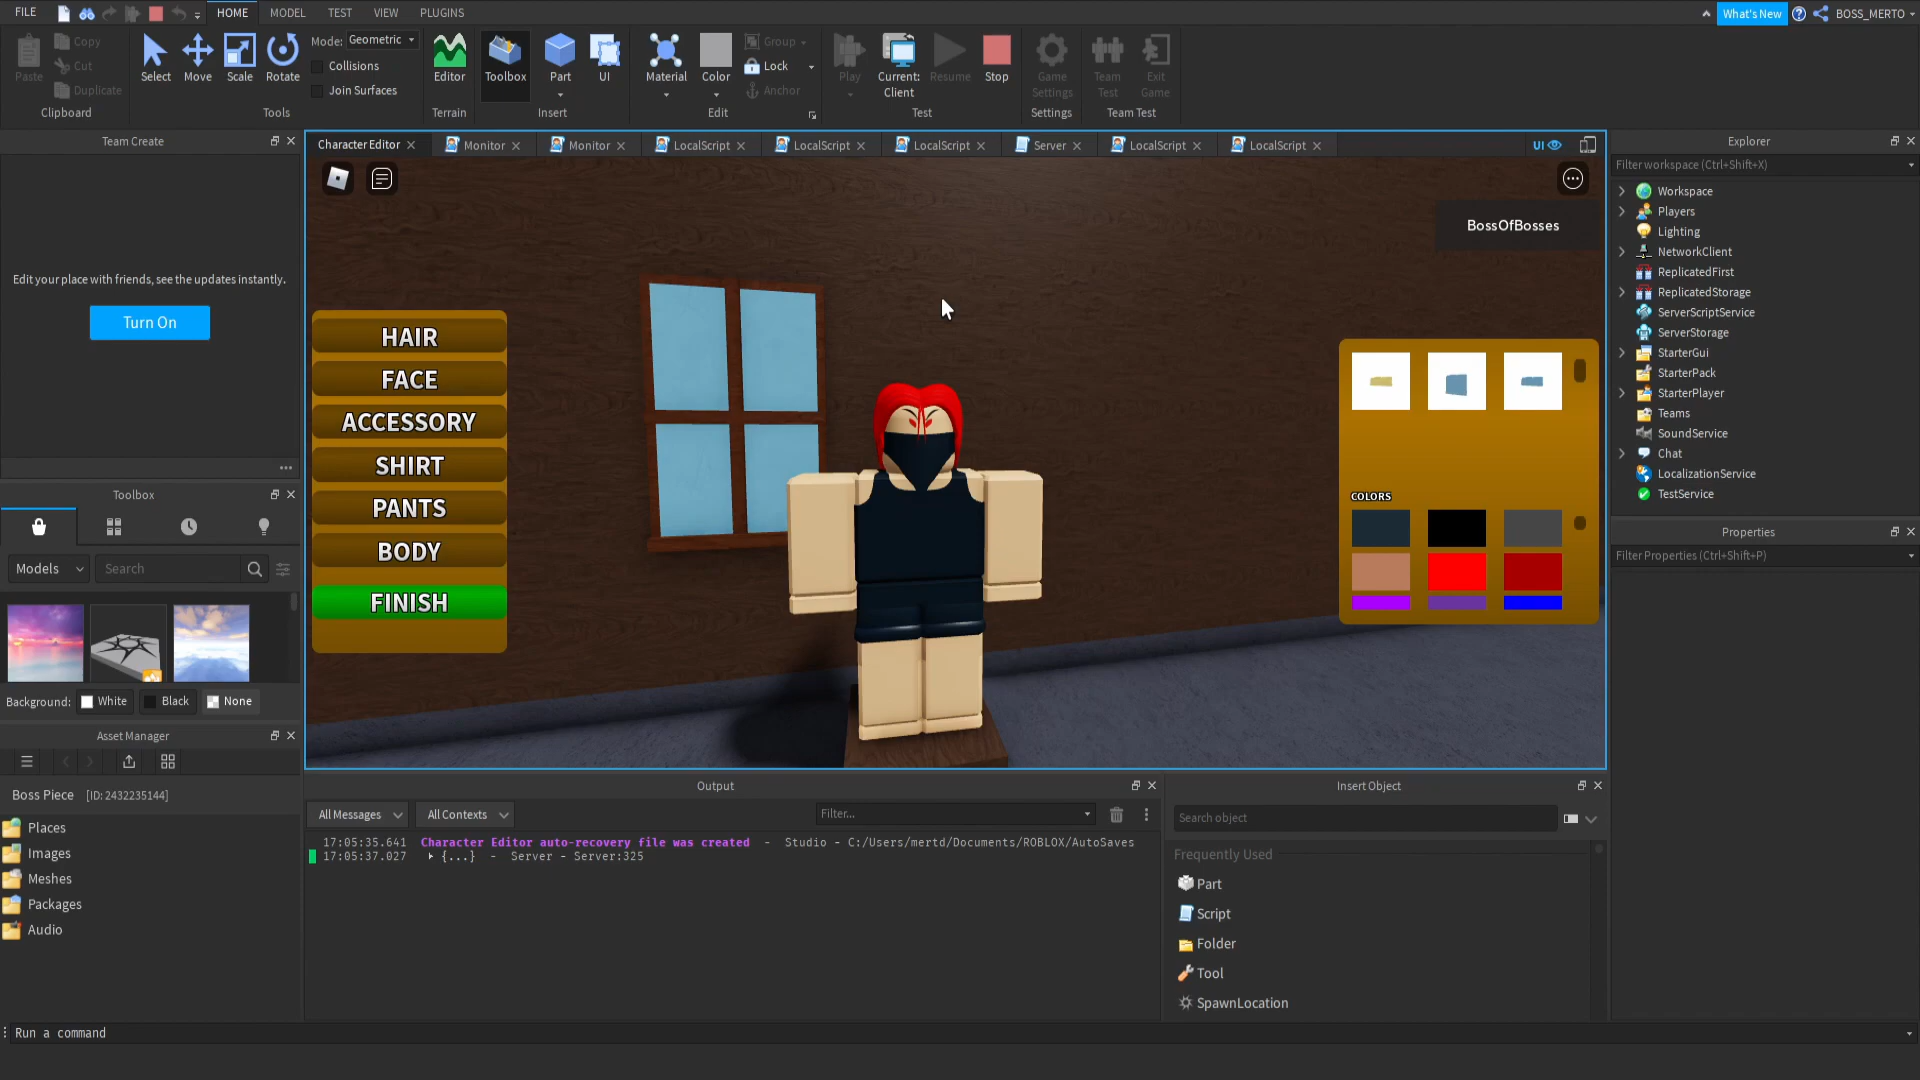 FILE HOME MODEL TEST VIEW PLUGINS What's New BOSS_MERTO
Paste
Copy
Cut
Duplicate
Clipboard
Select Move Scale Rotate
Mode: Geometric
Collisions
Join Surfaces
Tools
Editor
Terrain
Toolbox Part UI
Insert
Material Color
Group
Lock
Anchor
Edit
Play
Current:
Client
Resume Stop
Test
Game
Settings
Settings
Team
Test
Exit
Game
Team Test
Team Create
Edit your place with friends, see the updates instantly.
Turn On
Toolbox
Models Search
Background: White Black None
Asset Manager
Boss Piece [ID: 2432235144]
Places
Images
Meshes
Packages
Audio
Character Editor Monitor Monitor LocalScript LocalScript LocalScript Server LocalScript LocalScript UI
BossOfBosses
HAIR
FACE
ACCESSORY
SHIRT
PANTS
BODY
FINISH
COLORS
Output
All Messages All Contexts Filter...
17:05:35.641 Character Editor auto-recovery file was created - Studio - C:/Users/mertd/Documents/ROBLOX/AutoSaves
17:05:37.027 {...} - Server - Server:325
Insert Object
Search object
Frequently Used
Part
Script
Folder
Tool
SpawnLocation
Explorer
Filter workspace (Ctrl+Shift+X)
Workspace
Players
Lighting
NetworkClient
ReplicatedFirst
ReplicatedStorage
ServerScriptService
ServerStorage
StarterGui
StarterPack
StarterPlayer
Teams
SoundService
Chat
LocalizationService
TestService
Properties
Filter Properties (Ctrl+Shift+P)
Run a command